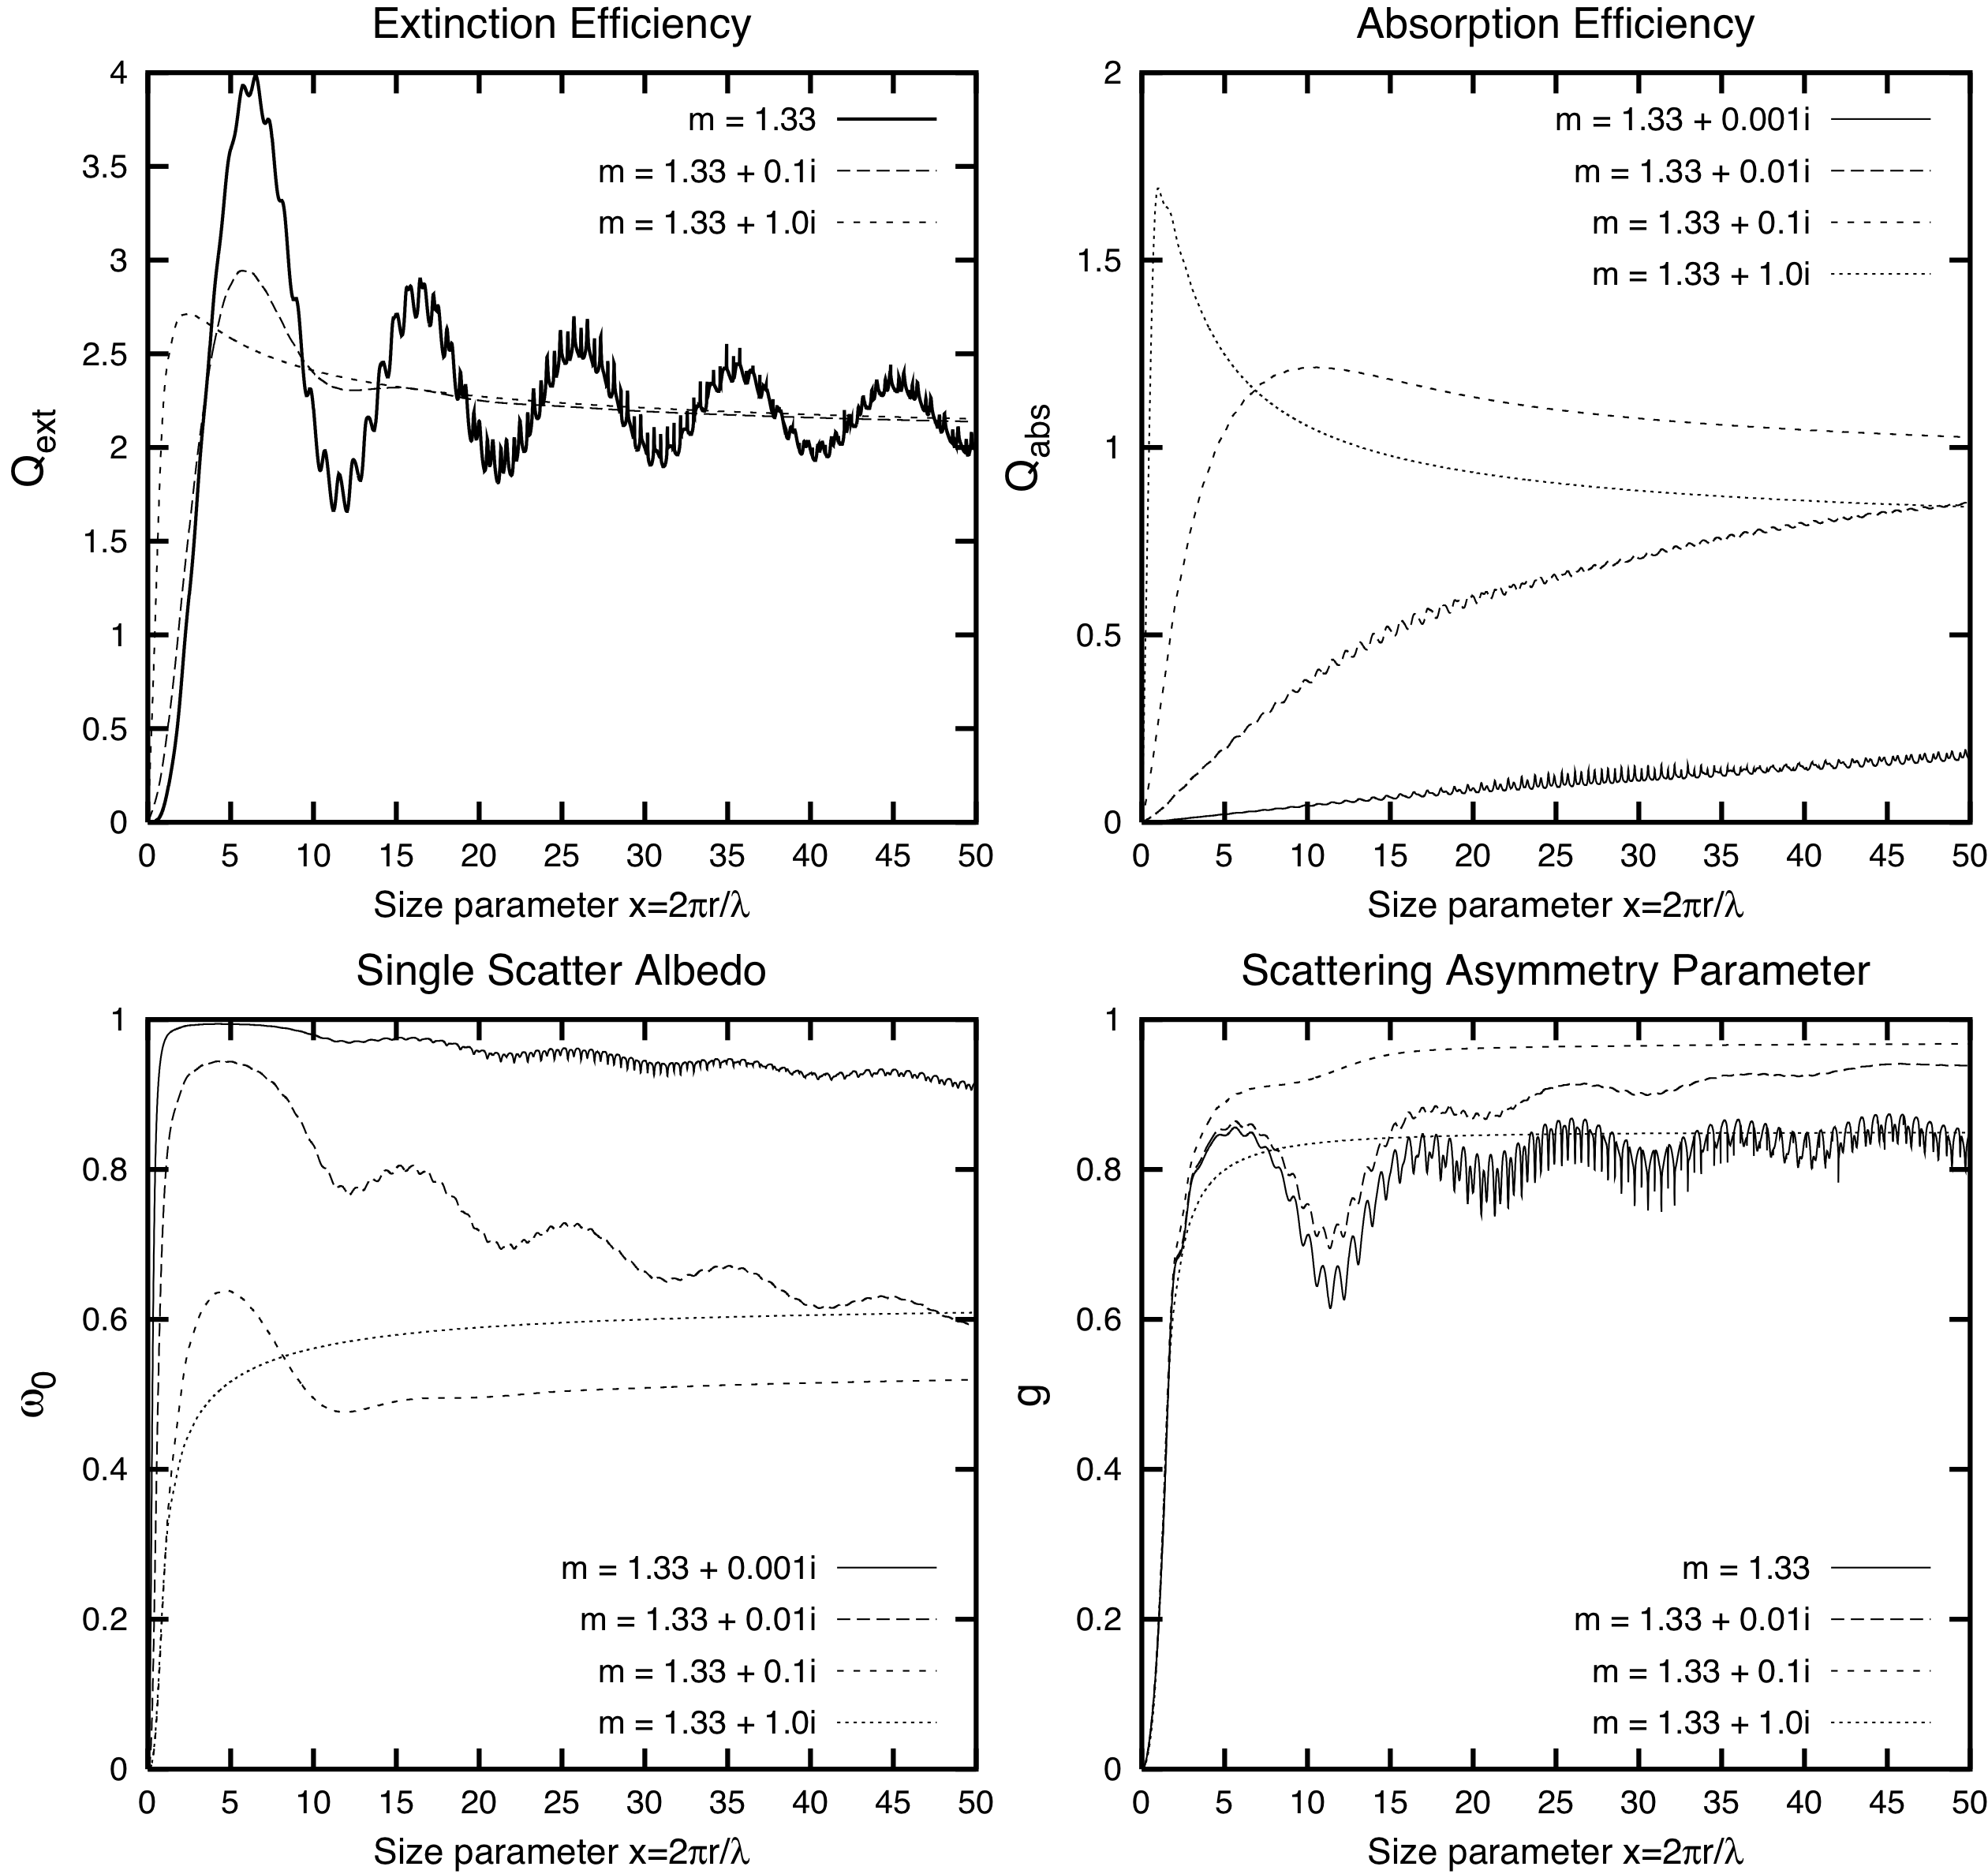 Extinction Efficiency
4
3.5
3
2.5
2
1.5
1
0.5
0
Qext
m = 1.33
m = 1.33 + 0.1i
m = 1.33 + 1.0i
0 5 10 15 20 25 30 35 40 45 50
Size parameter x=2πr/λ
Absorption Efficiency
2
1.5
1
0.5
0
Qabs
m = 1.33 + 0.001i
m = 1.33 + 0.01i
m = 1.33 + 0.1i
m = 1.33 + 1.0i
0 5 10 15 20 25 30 35 40 45 50
Size parameter x=2πr/λ
Single Scatter Albedo
1
0.8
0.6
0.4
0.2
0
ω0
m = 1.33 + 0.001i
m = 1.33 + 0.01i
m = 1.33 + 0.1i
m = 1.33 + 1.0i
0 5 10 15 20 25 30 35 40 45 50
Size parameter x=2πr/λ
Scattering Asymmetry Parameter
1
0.8
0.6
0.4
0.2
0
g
m = 1.33
m = 1.33 + 0.01i
m = 1.33 + 0.1i
m = 1.33 + 1.0i
0 5 10 15 20 25 30 35 40 45 50
Size parameter x=2πr/λ